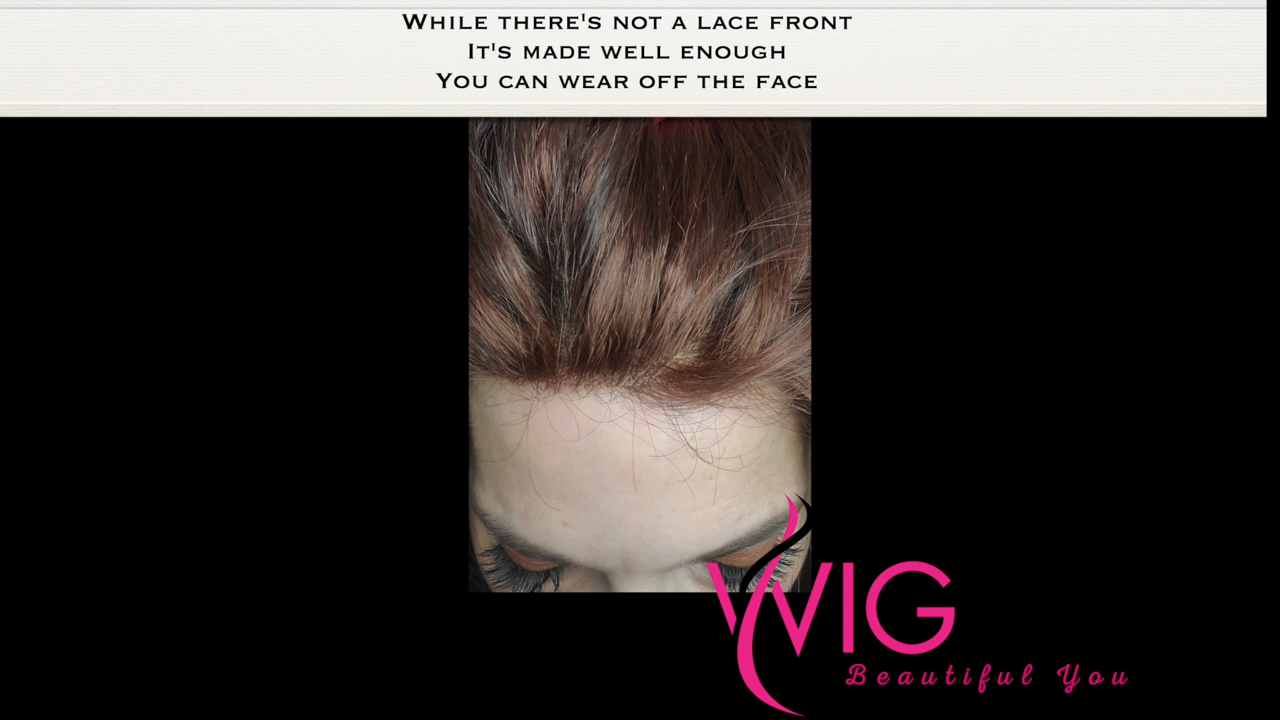 While there's not a lace front
It's made well enough
You can wear off the face
WIG
Beautiful You